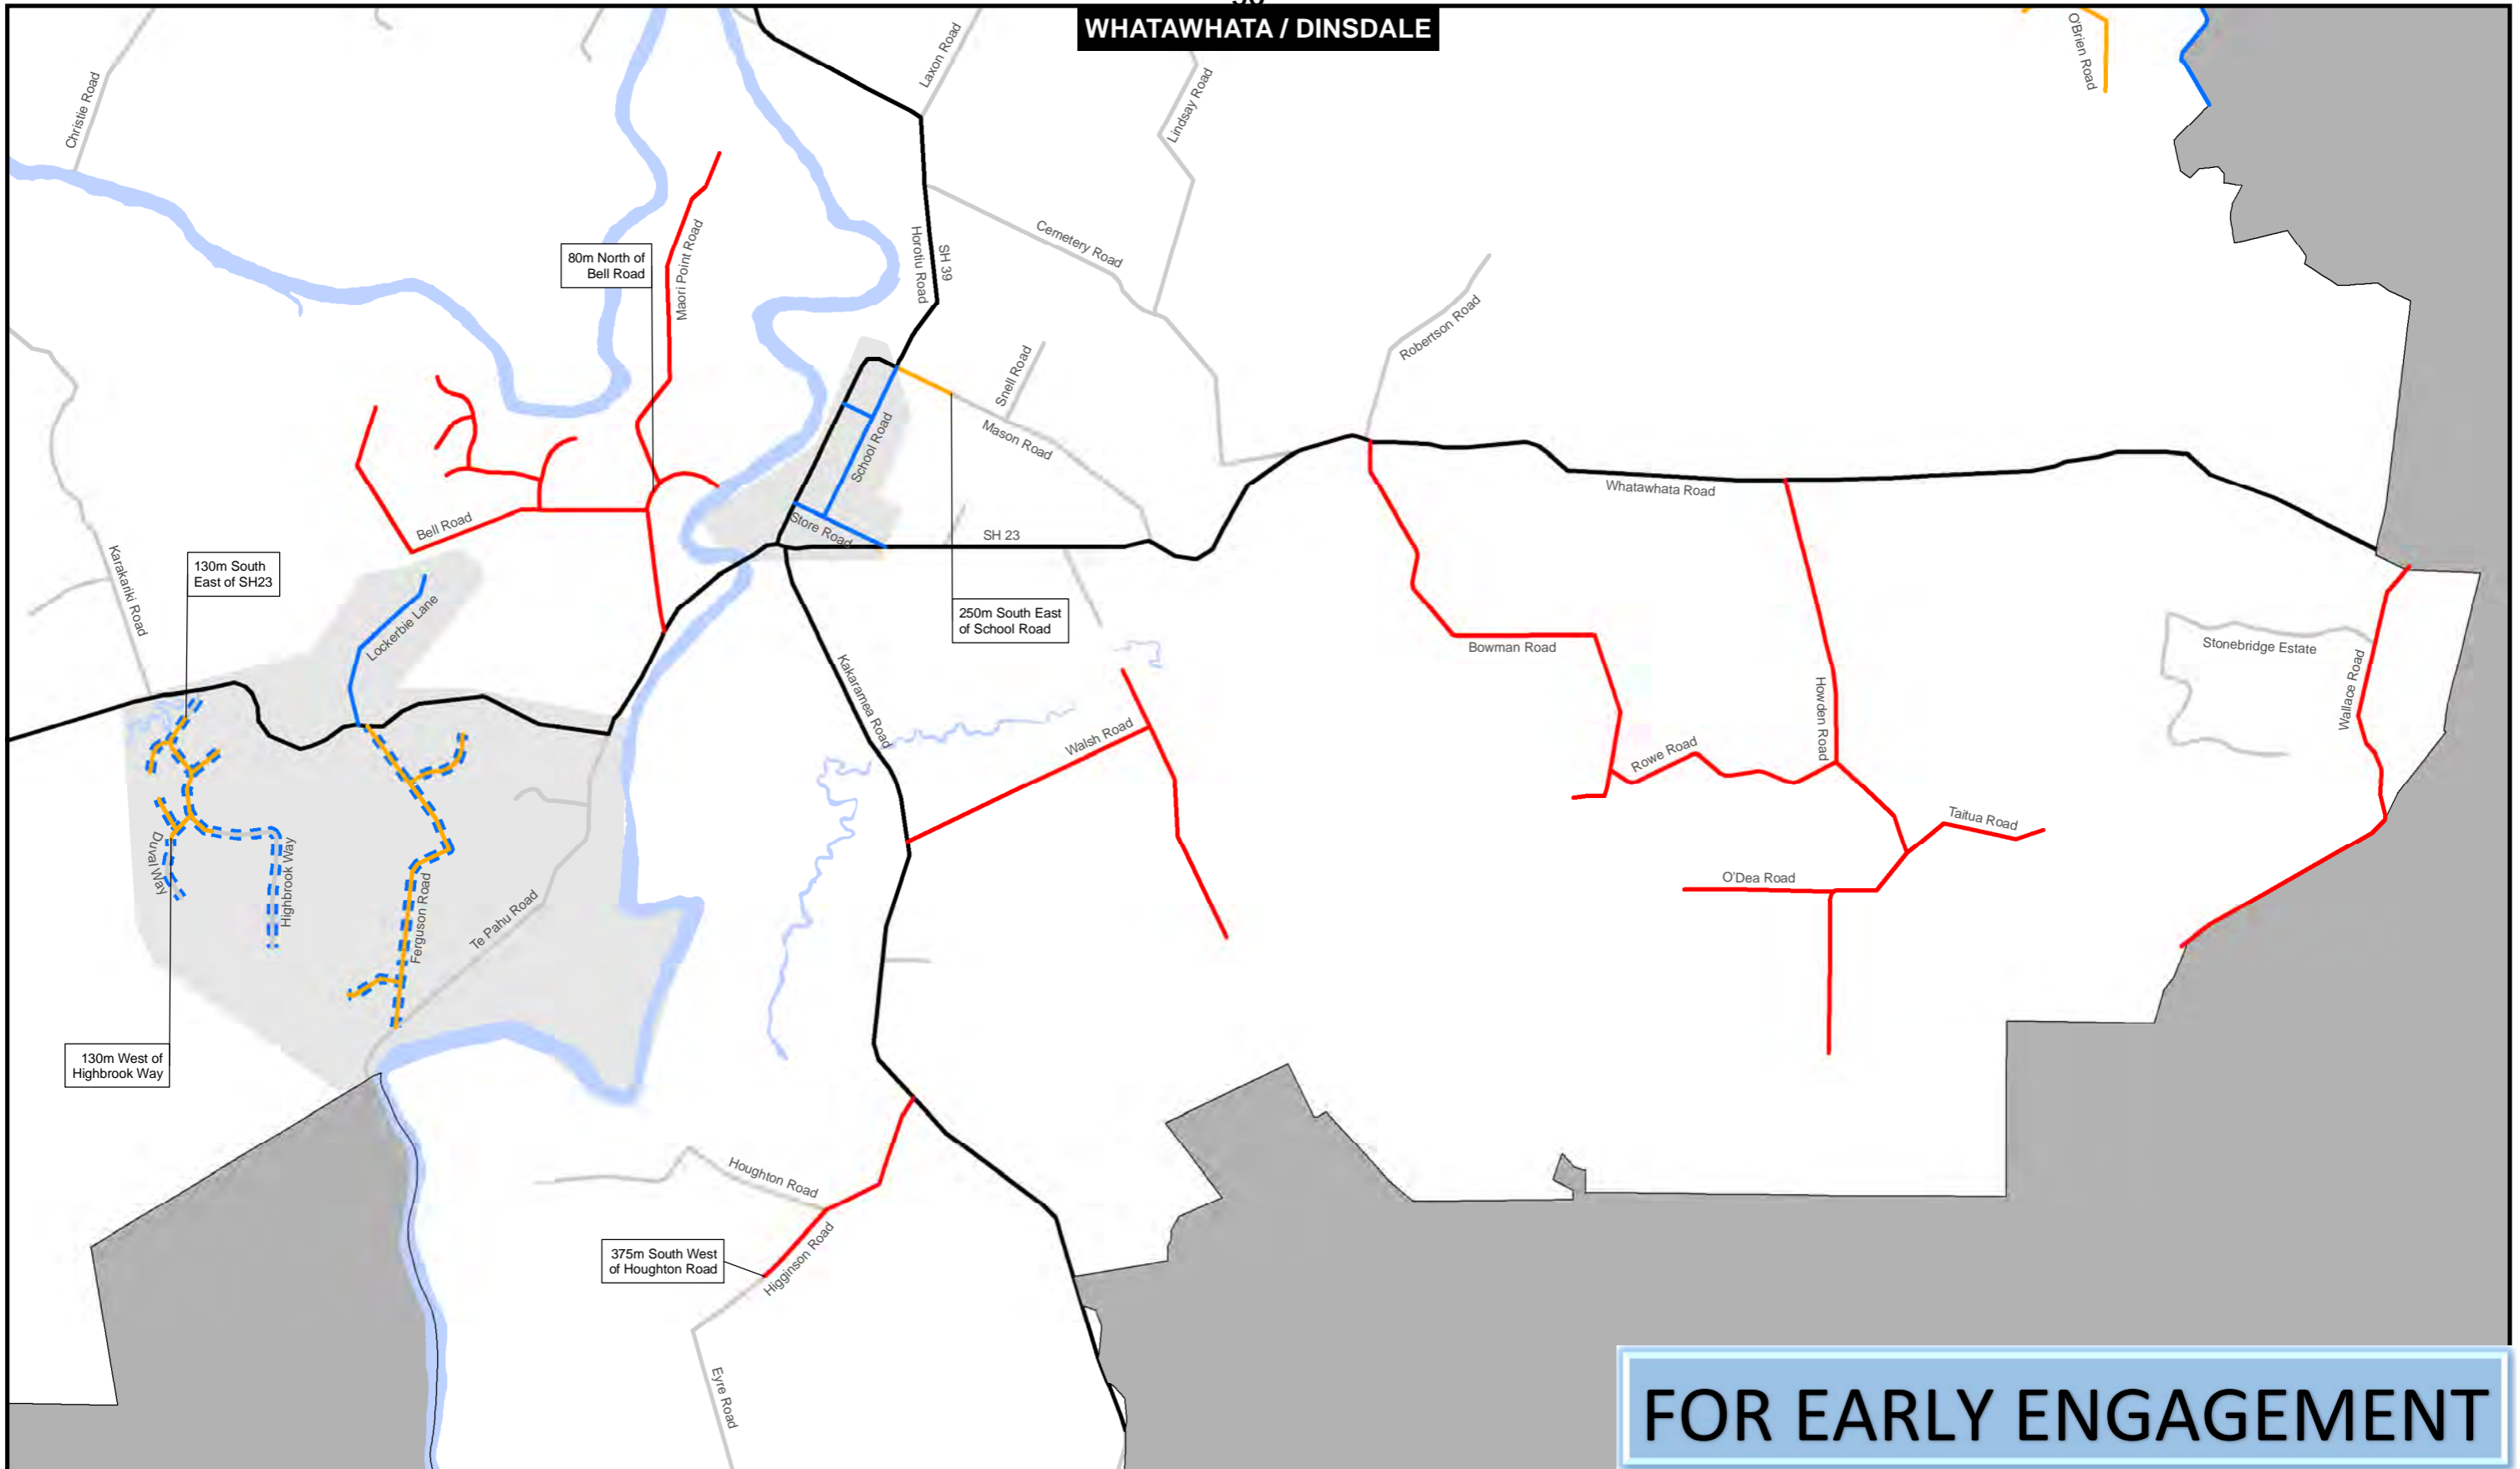 WHATAWHATA / DINSDALE
Christie Road
Laxon Road
Lindsay Road
O'Brien Road
80m North of
Bell Road
Maori Point Road
Horotiu Road
SH 39
Cemetery Road
Robertson Road
Snell Road
Mason Road
School Road
Store Road
SH 23
Whatawhata Road
Bell Road
Karakariki Road
130m South
East of SH23
Lockerbie Lane
250m South East
of School Road
Bowman Road
Stonebridge Estate
Wallace Road
Kakaramea Road
Walsh Road
Howden Road
Rowe Road
Taitua Road
O'Dea Road
Duval Way
Highbrook Way
Ferguson Road
Te Pahu Road
130m West of
Highbrook Way
Houghton Road
375m South West
of Houghton Road
Higginson Road
Eyre Road
FOR EARLY ENGAGEMENT